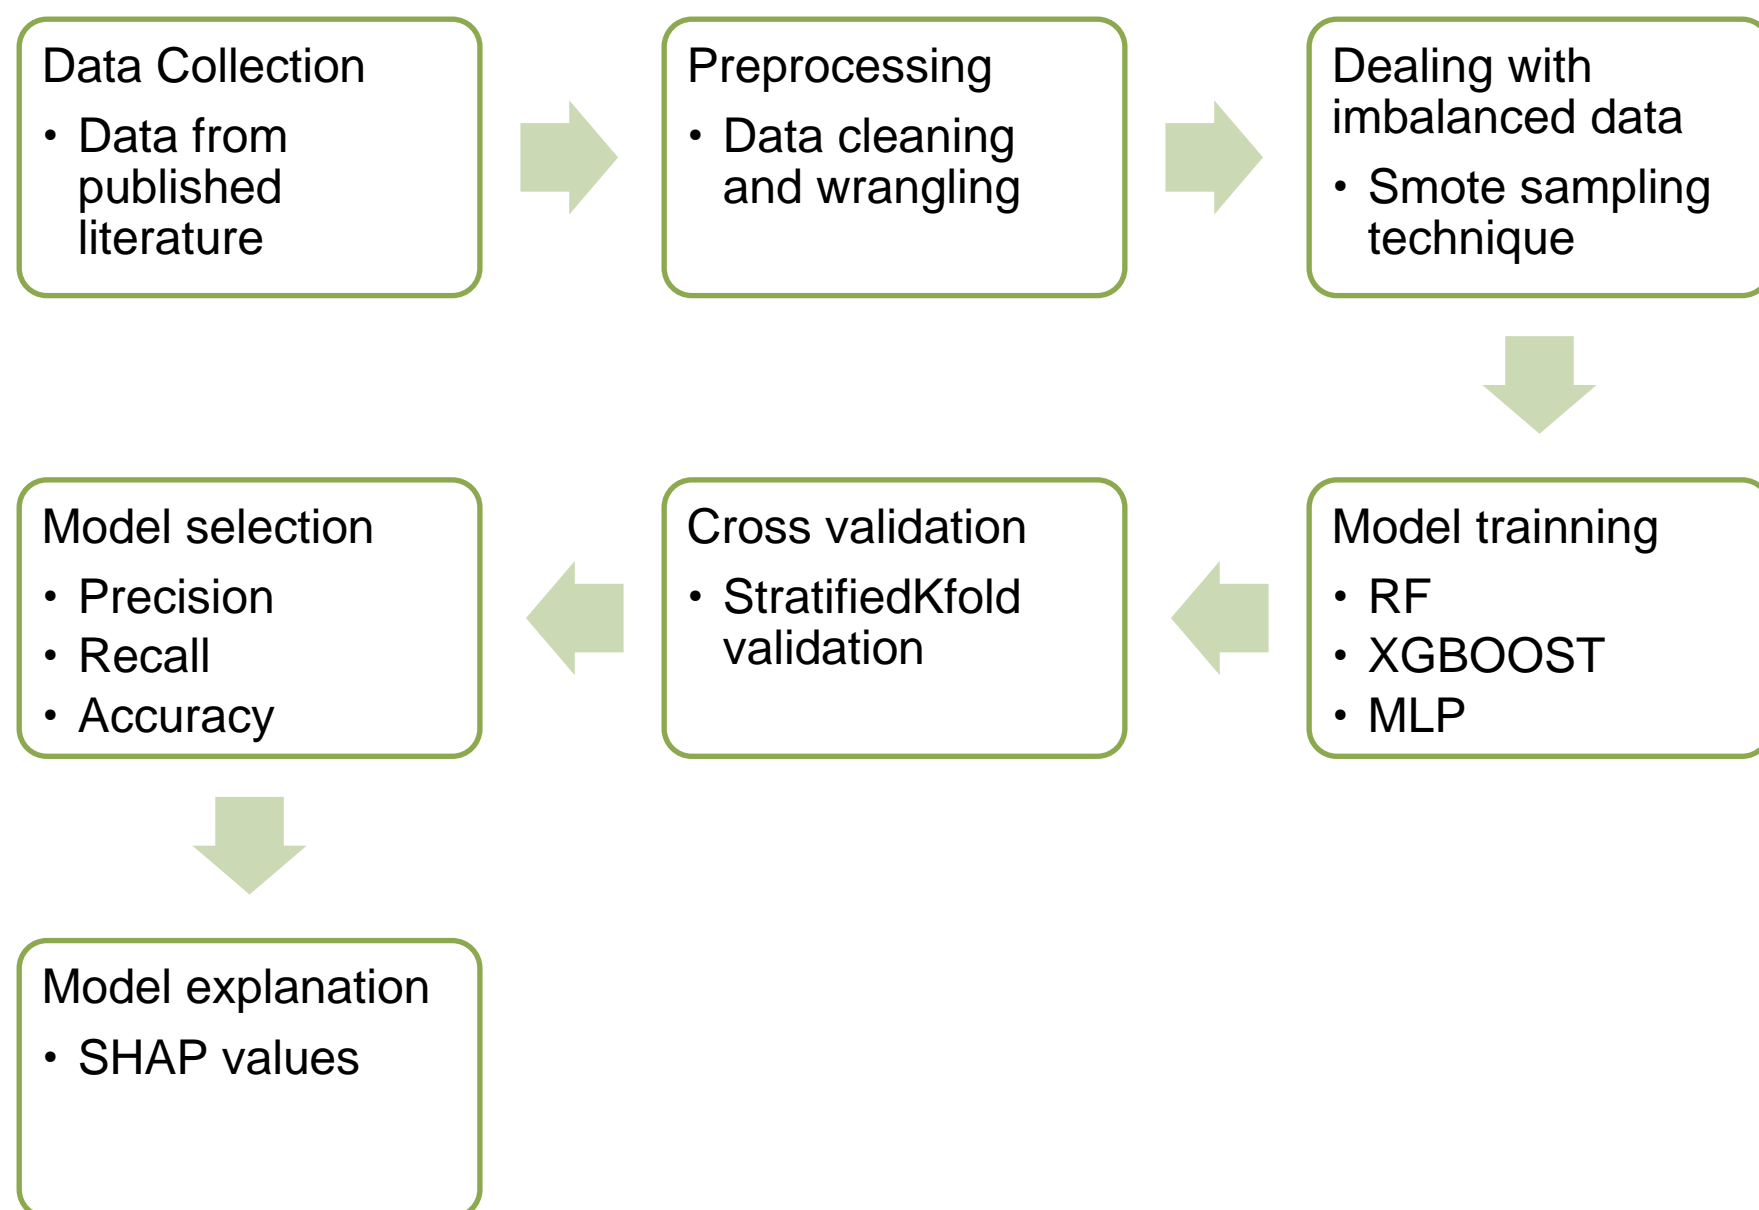 Data Collection
• Data from
published
literature
Preprocessing
• Data cleaning
and wrangling
Dealing with
imbalanced data
• Smote sampling
technique
Model trainning
• RF
• XGBOOST
• MLP
Cross validation
• StratifiedKfold
validation
Model selection
• Precision
• Recall
• Accuracy
Model explanation
• SHAP values